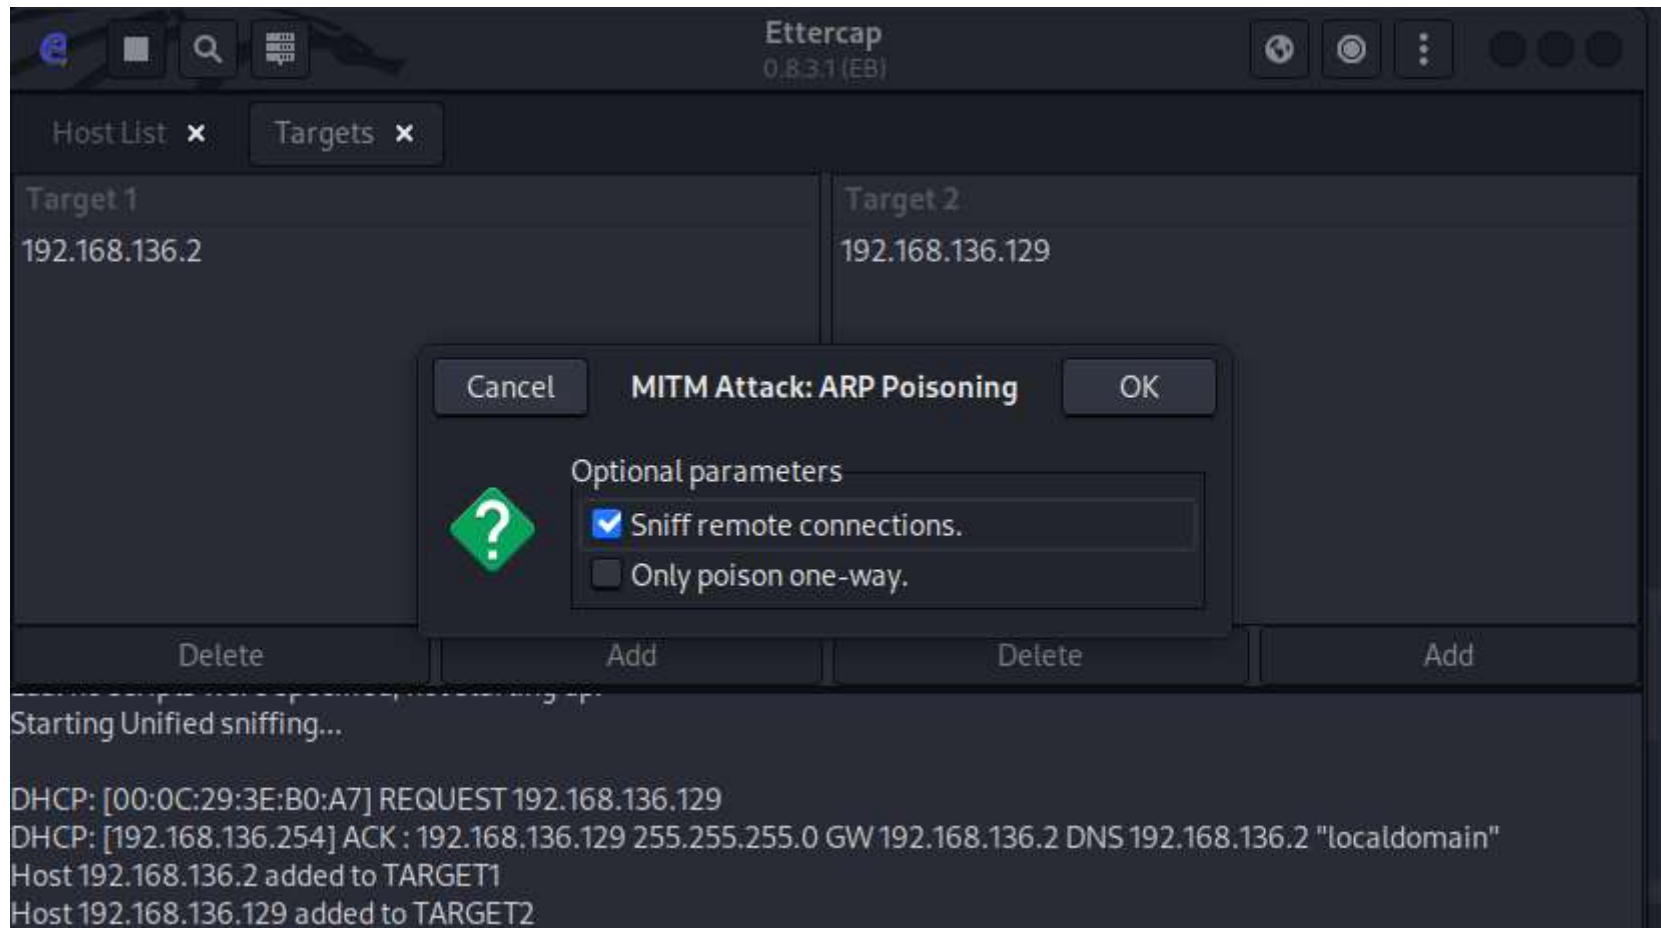 Ettercap
0.8.3.1 (EB)
Host List
Targets
Target 1
Target 2
192.168.136.2
192.168.136.129
Cancel
MITM Attack: ARP Poisoning
OK
Optional parameters
Sniff remote connections.
Only poison one-way.
Delete
Add
Delete
Add
Starting Unified sniffing...
DHCP: [00:0C:29:3E:B0:A7] REQUEST 192.168.136.129
DHCP: [192.168.136.254] ACK : 192.168.136.129 255.255.255.0 GW 192.168.136.2 DNS 192.168.136.2 "localdomain"
Host 192.168.136.2 added to TARGET1
Host 192.168.136.129 added to TARGET2